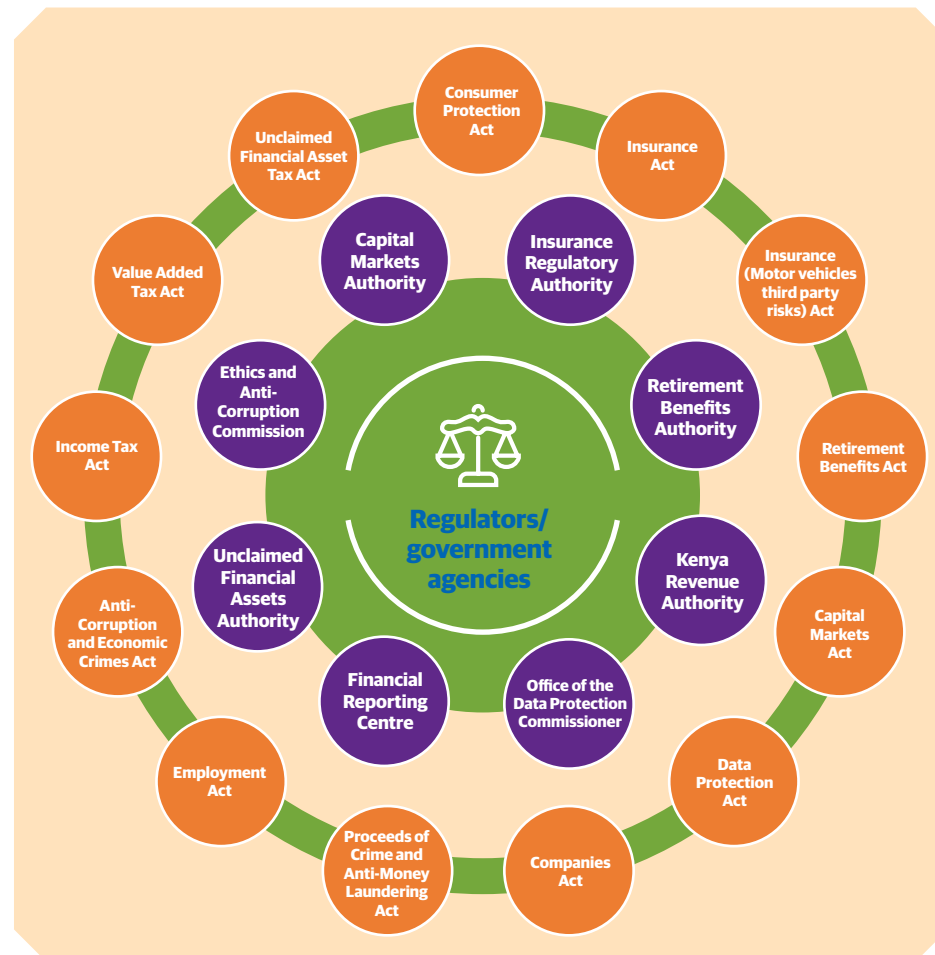 Consumer
Protection
Act
Insurance
Act
Insurance
(Motor vehicles
third party
risks) Act
Retirement
Benefits Act
Capital
Markets
Act
Data
Protection
Act
Companies
Act
Proceeds of
Crime and
Anti-Money
Laundering
Act
Employment
Act
Anti-
Corruption
and Economic
Crimes Act
Income Tax
Act
Value Added
Tax Act
Unclaimed
Financial Asset
Tax Act
Capital
Markets
Authority
Insurance
Regulatory
Authority
Retirement
Benefits
Authority
Kenya
Revenue
Authority
Office of the
Data Protection
Commissioner
Financial
Reporting
Centre
Unclaimed
Financial
Assets
Authority
Ethics and
Anti-
Corruption
Commission
Regulators/
government
agencies